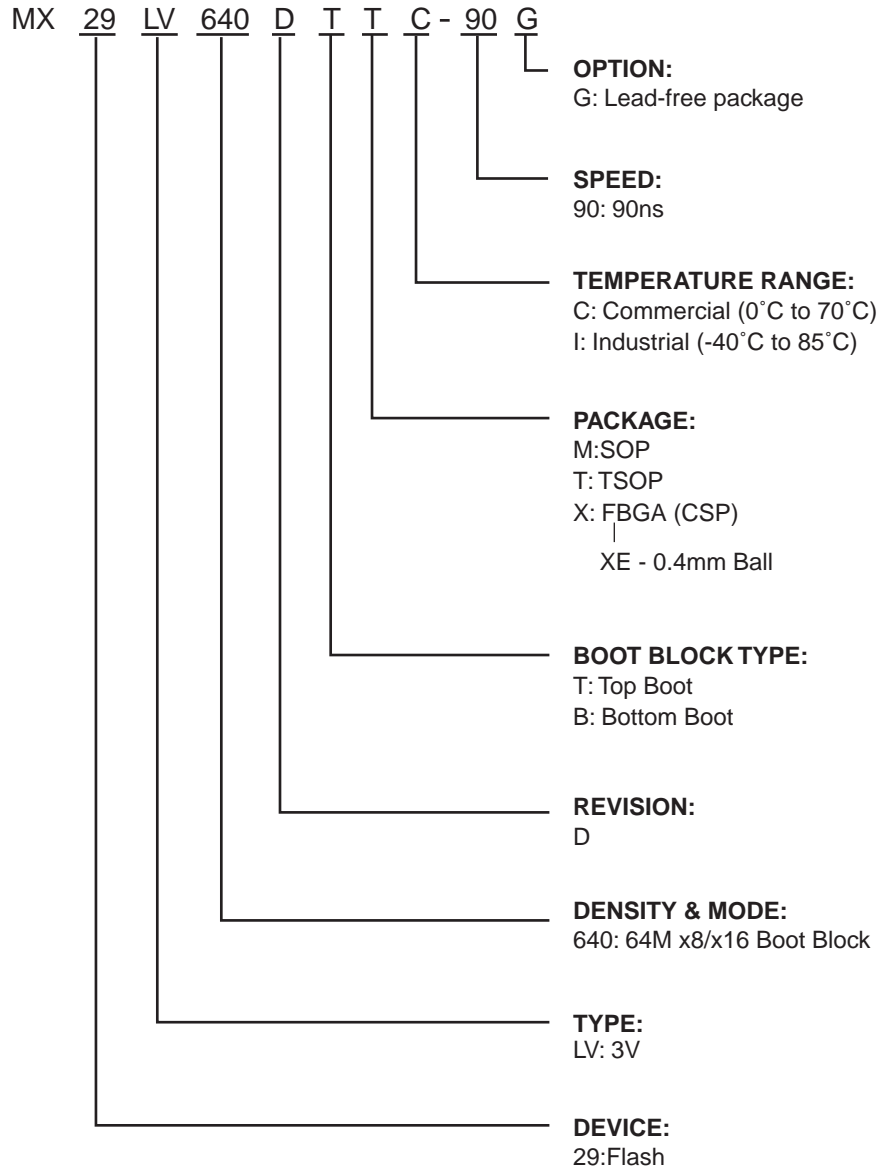 MX 29 LV 640 D T T C - 90 G
OPTION:
G: Lead-free package
SPEED:
90: 90ns
TEMPERATURE RANGE:
C: Commercial (0˚C to 70˚C)
I: Industrial (-40˚C to 85˚C)
PACKAGE:
M:SOP
T: TSOP
X: FBGA (CSP)
XE - 0.4mm Ball
BOOT BLOCK TYPE:
T: Top Boot
B: Bottom Boot
REVISION:
D
DENSITY & MODE:
640: 64M x8/x16 Boot Block
TYPE:
LV: 3V
DEVICE:
29:Flash